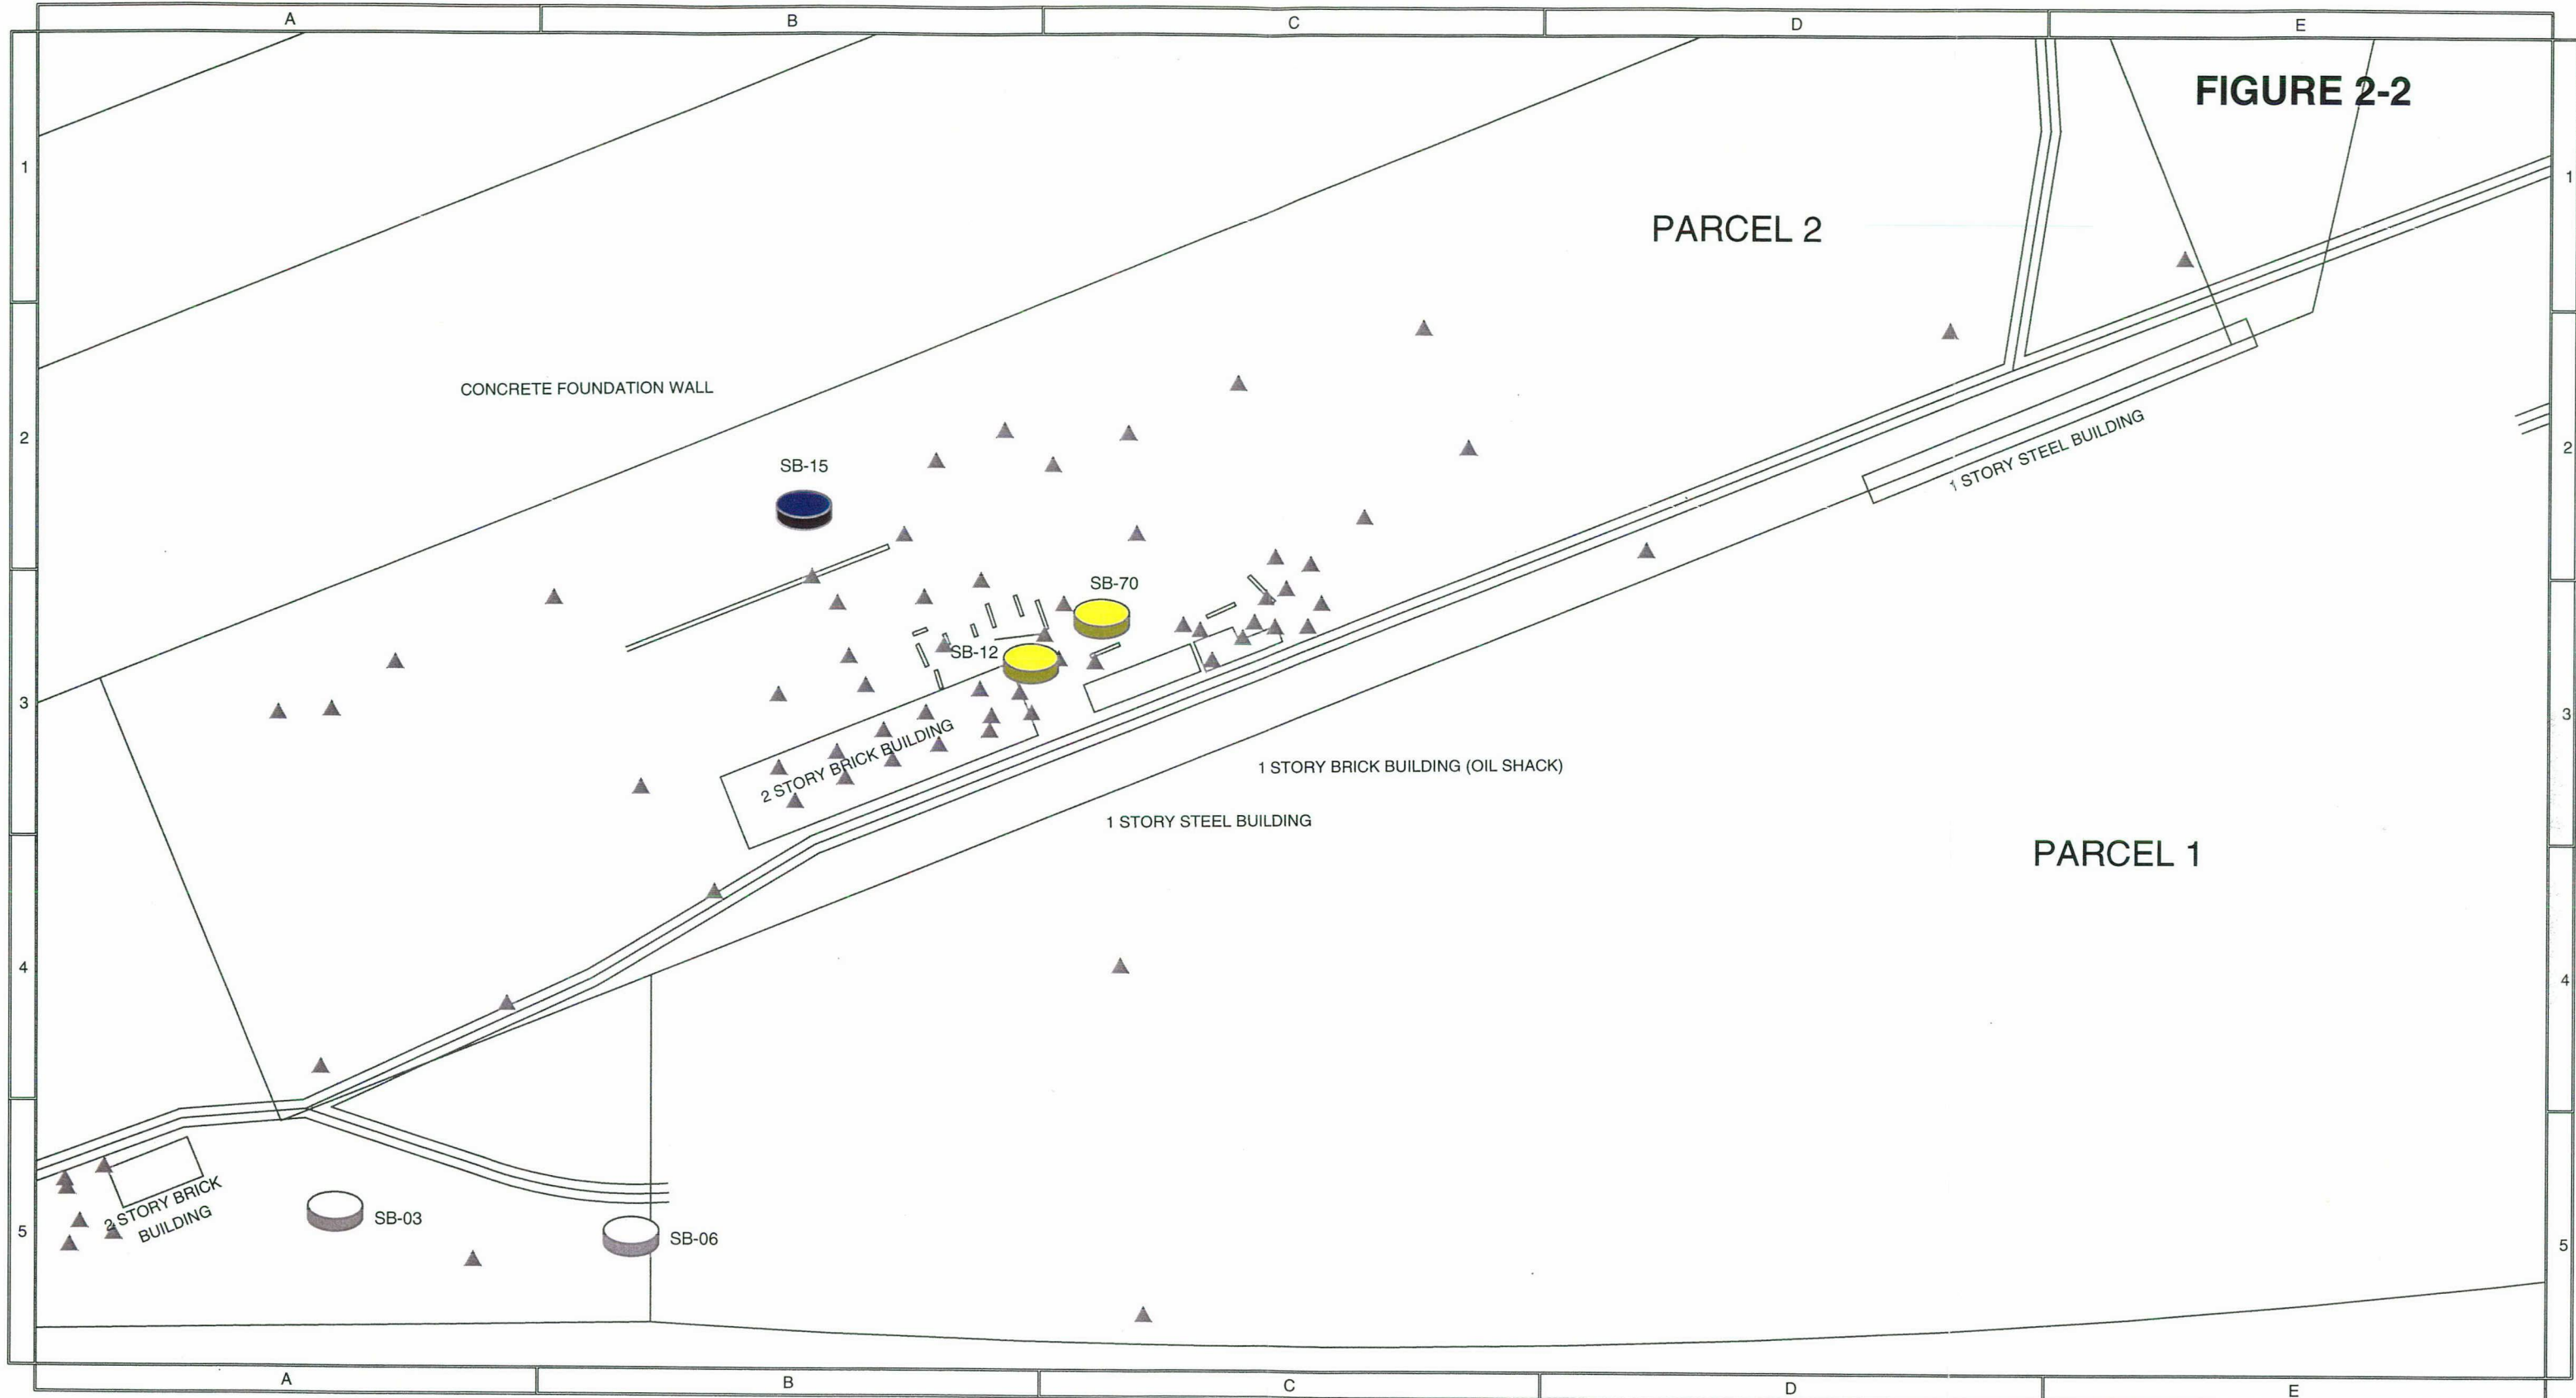 A B C D E
FIGURE 2-2
1 1
PARCEL 2
CONCRETE FOUNDATION WALL
2 2
1 STORY STEEL BUILDING
SB-15
SB-70
SB-12
3 3
2 STORY BRICK BUILDING
1 STORY BRICK BUILDING (OIL SHACK)
1 STORY STEEL BUILDING
PARCEL 1
4 4
2 STORY BRICK
BUILDING
SB-03
SB-06
5 5
A B C D E